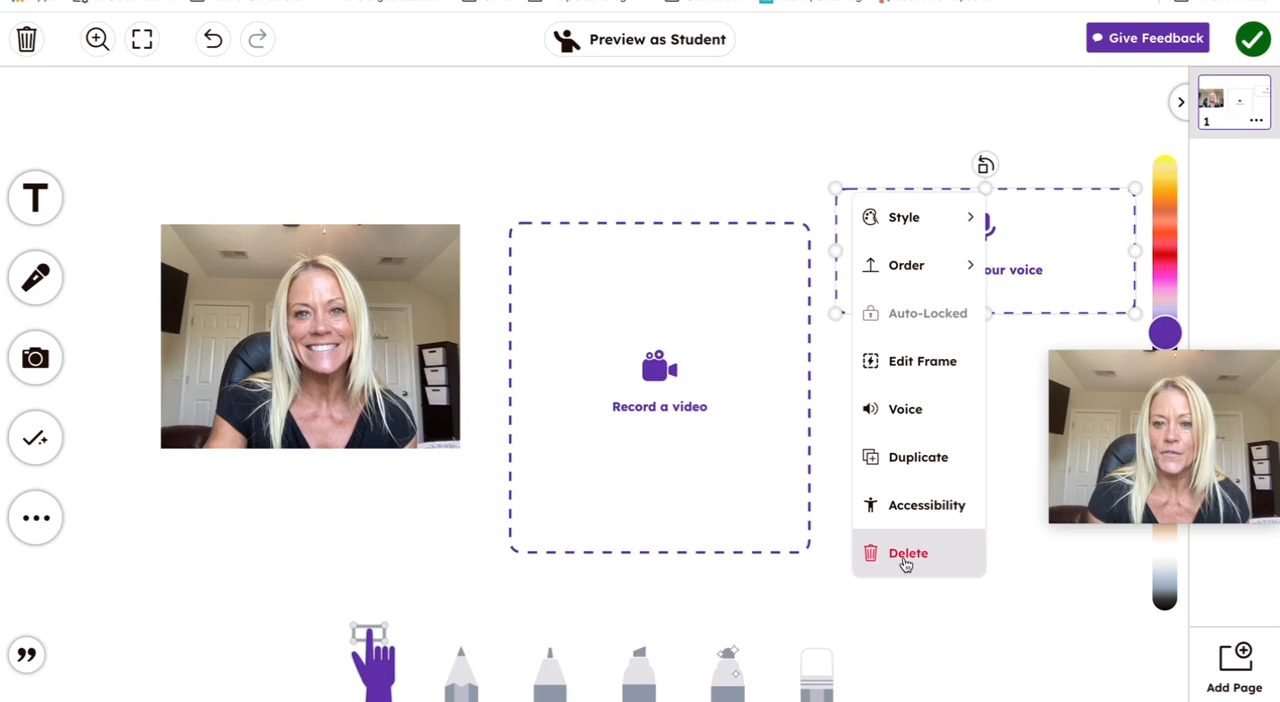 Preview as Student
Give Feedback
1
T
Style
Order
our voice
Auto-Locked
Edit Frame
Record a video
Voice
Duplicate
Accessibility
Delete
Add Page